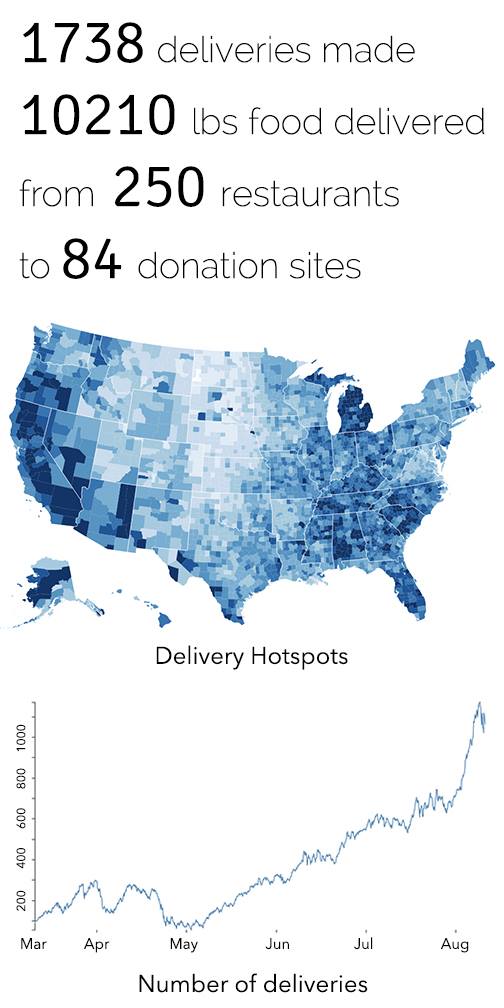 1738 deliveries made
10210 lbs food delivered
from 250 restaurants
to 84 donation sites
Delivery Hotspots
1000
800
600
400
200
Mar Apr May Jun Jul Aug
Number of deliveries